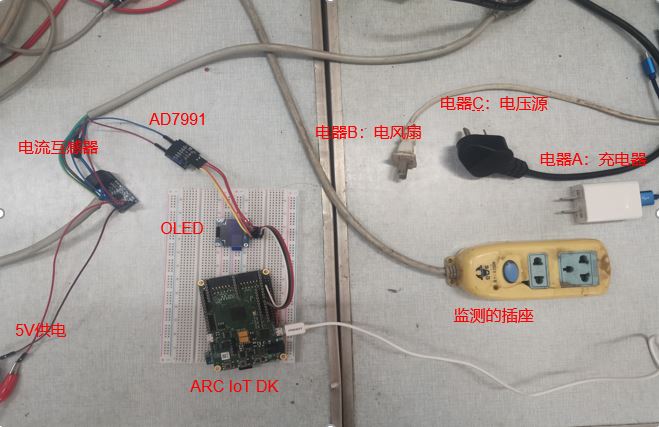 AD7991
电器C：电压源
电器B：电风扇
电流互感器
电器A：充电器
OLED
监测的插座
5V供电
ARC IoT DK